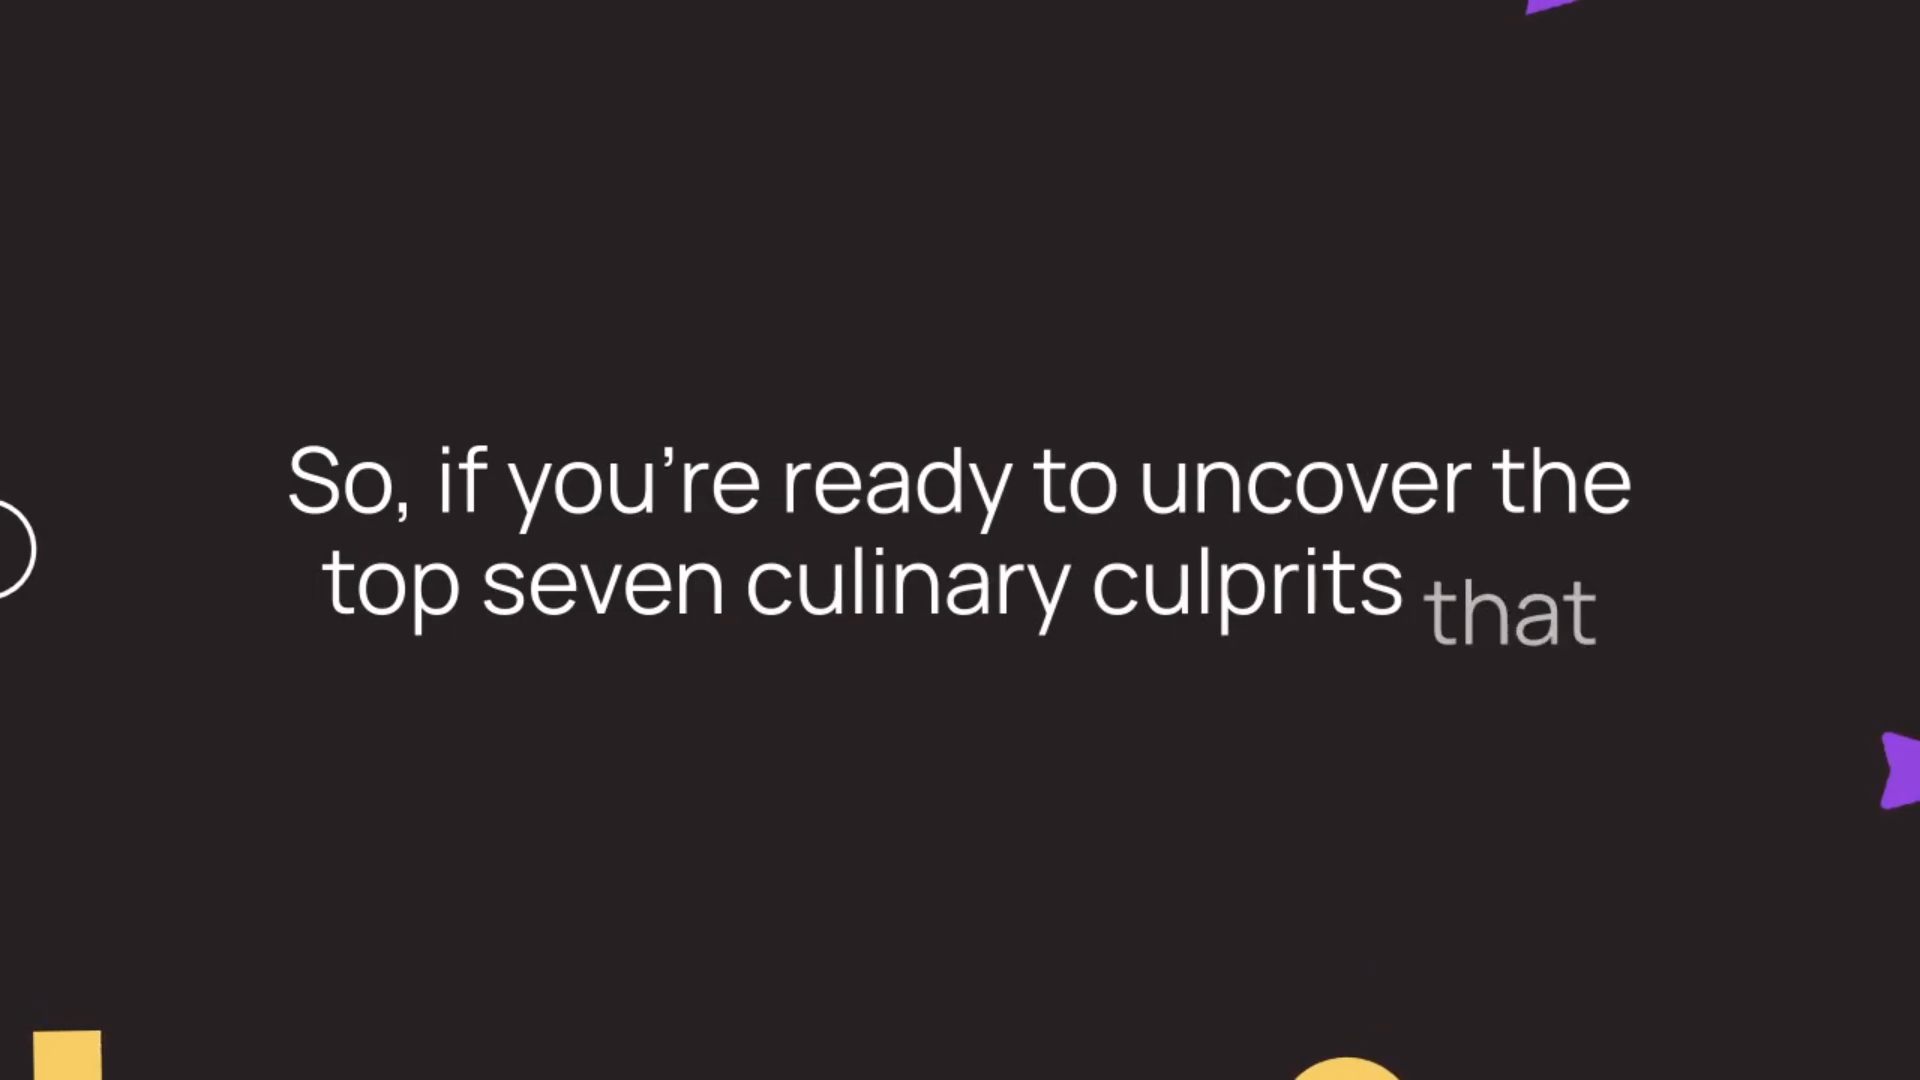 So, if you’re ready to uncover the
top seven culinary culprits that